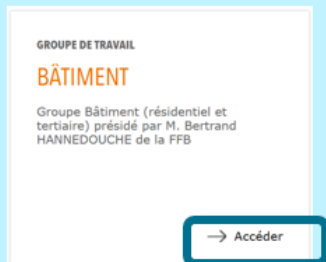 GROUPE DE TRAVAIL
BÂTIMENT
Groupe Bâtiment (résidentiel et
tertiaire) présidé par M. Bertrand
HANNEDOUCHE de la FFB
→ Accéder